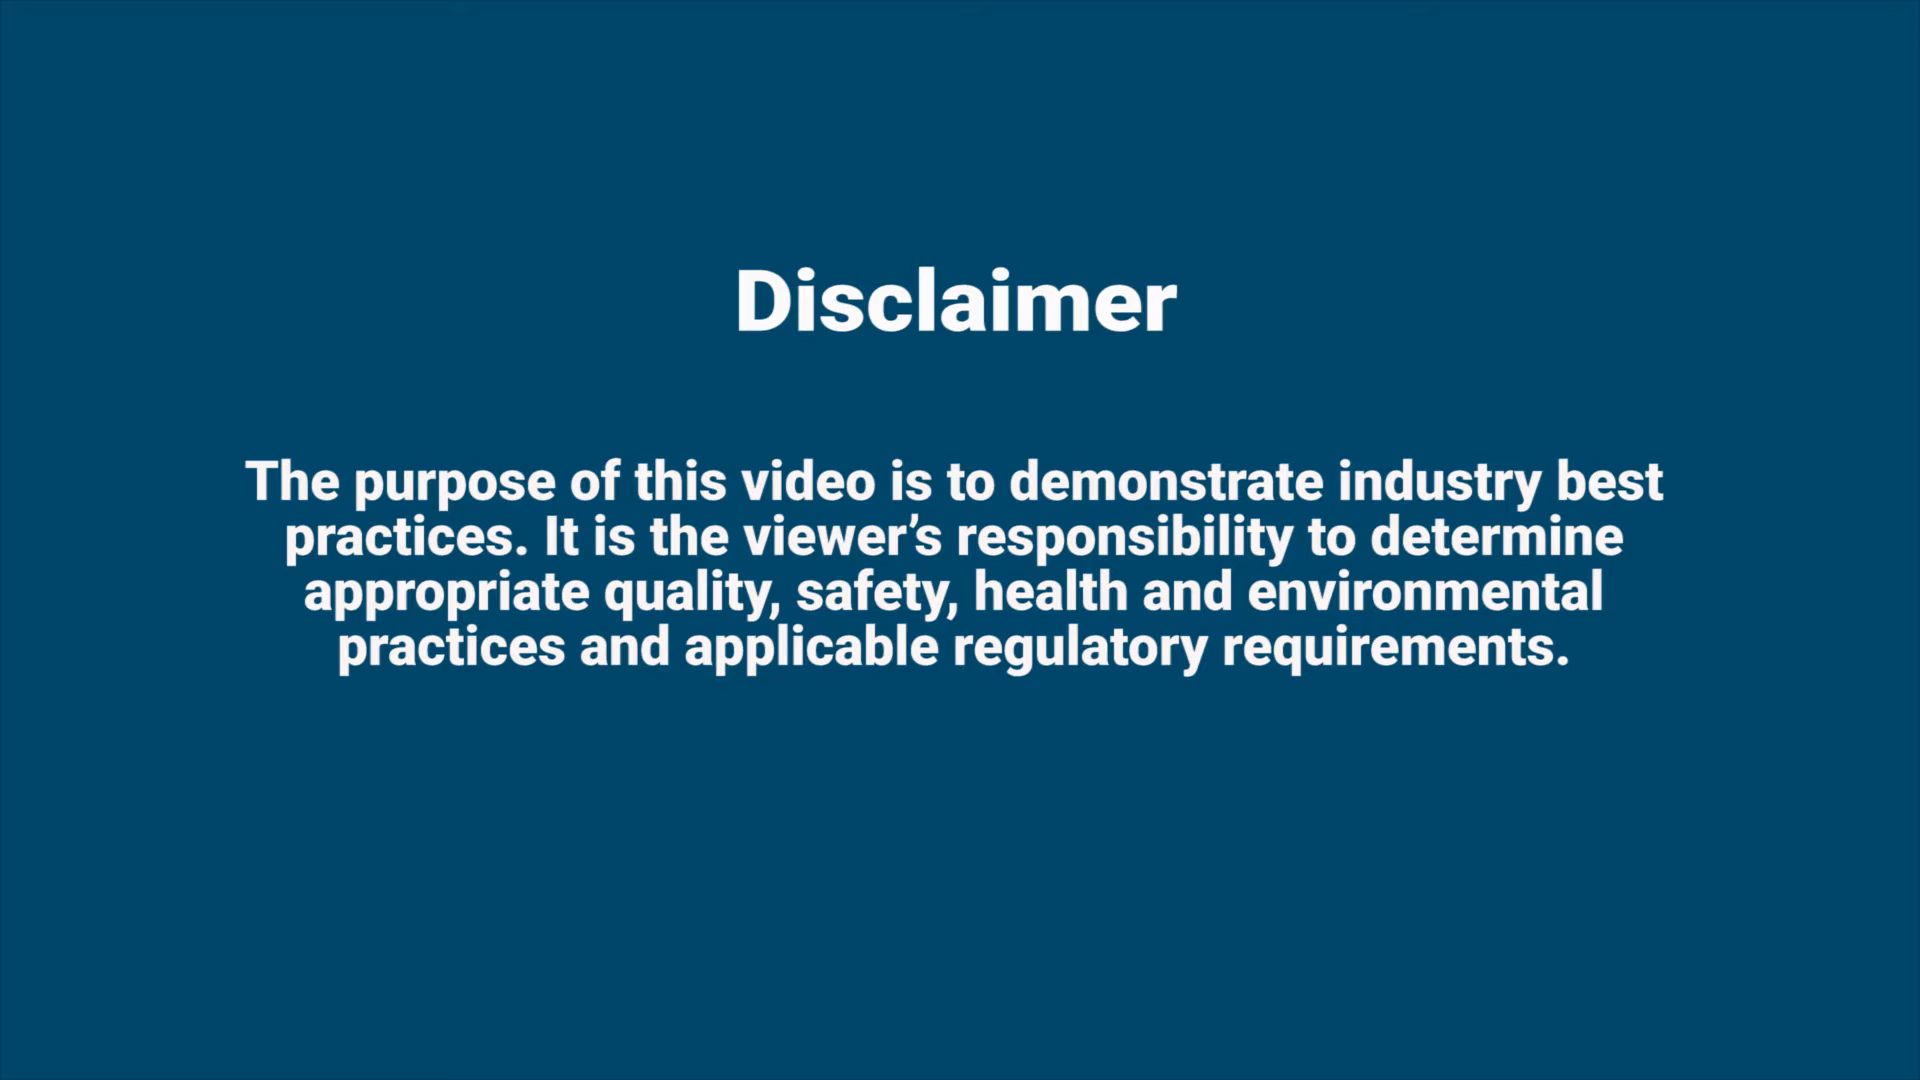 Disclaimer
The purpose of this video is to demonstrate industry best
practices. It is the viewer’s responsibility to determine
appropriate quality, safety, health and environmental
practices and applicable regulatory requirements.